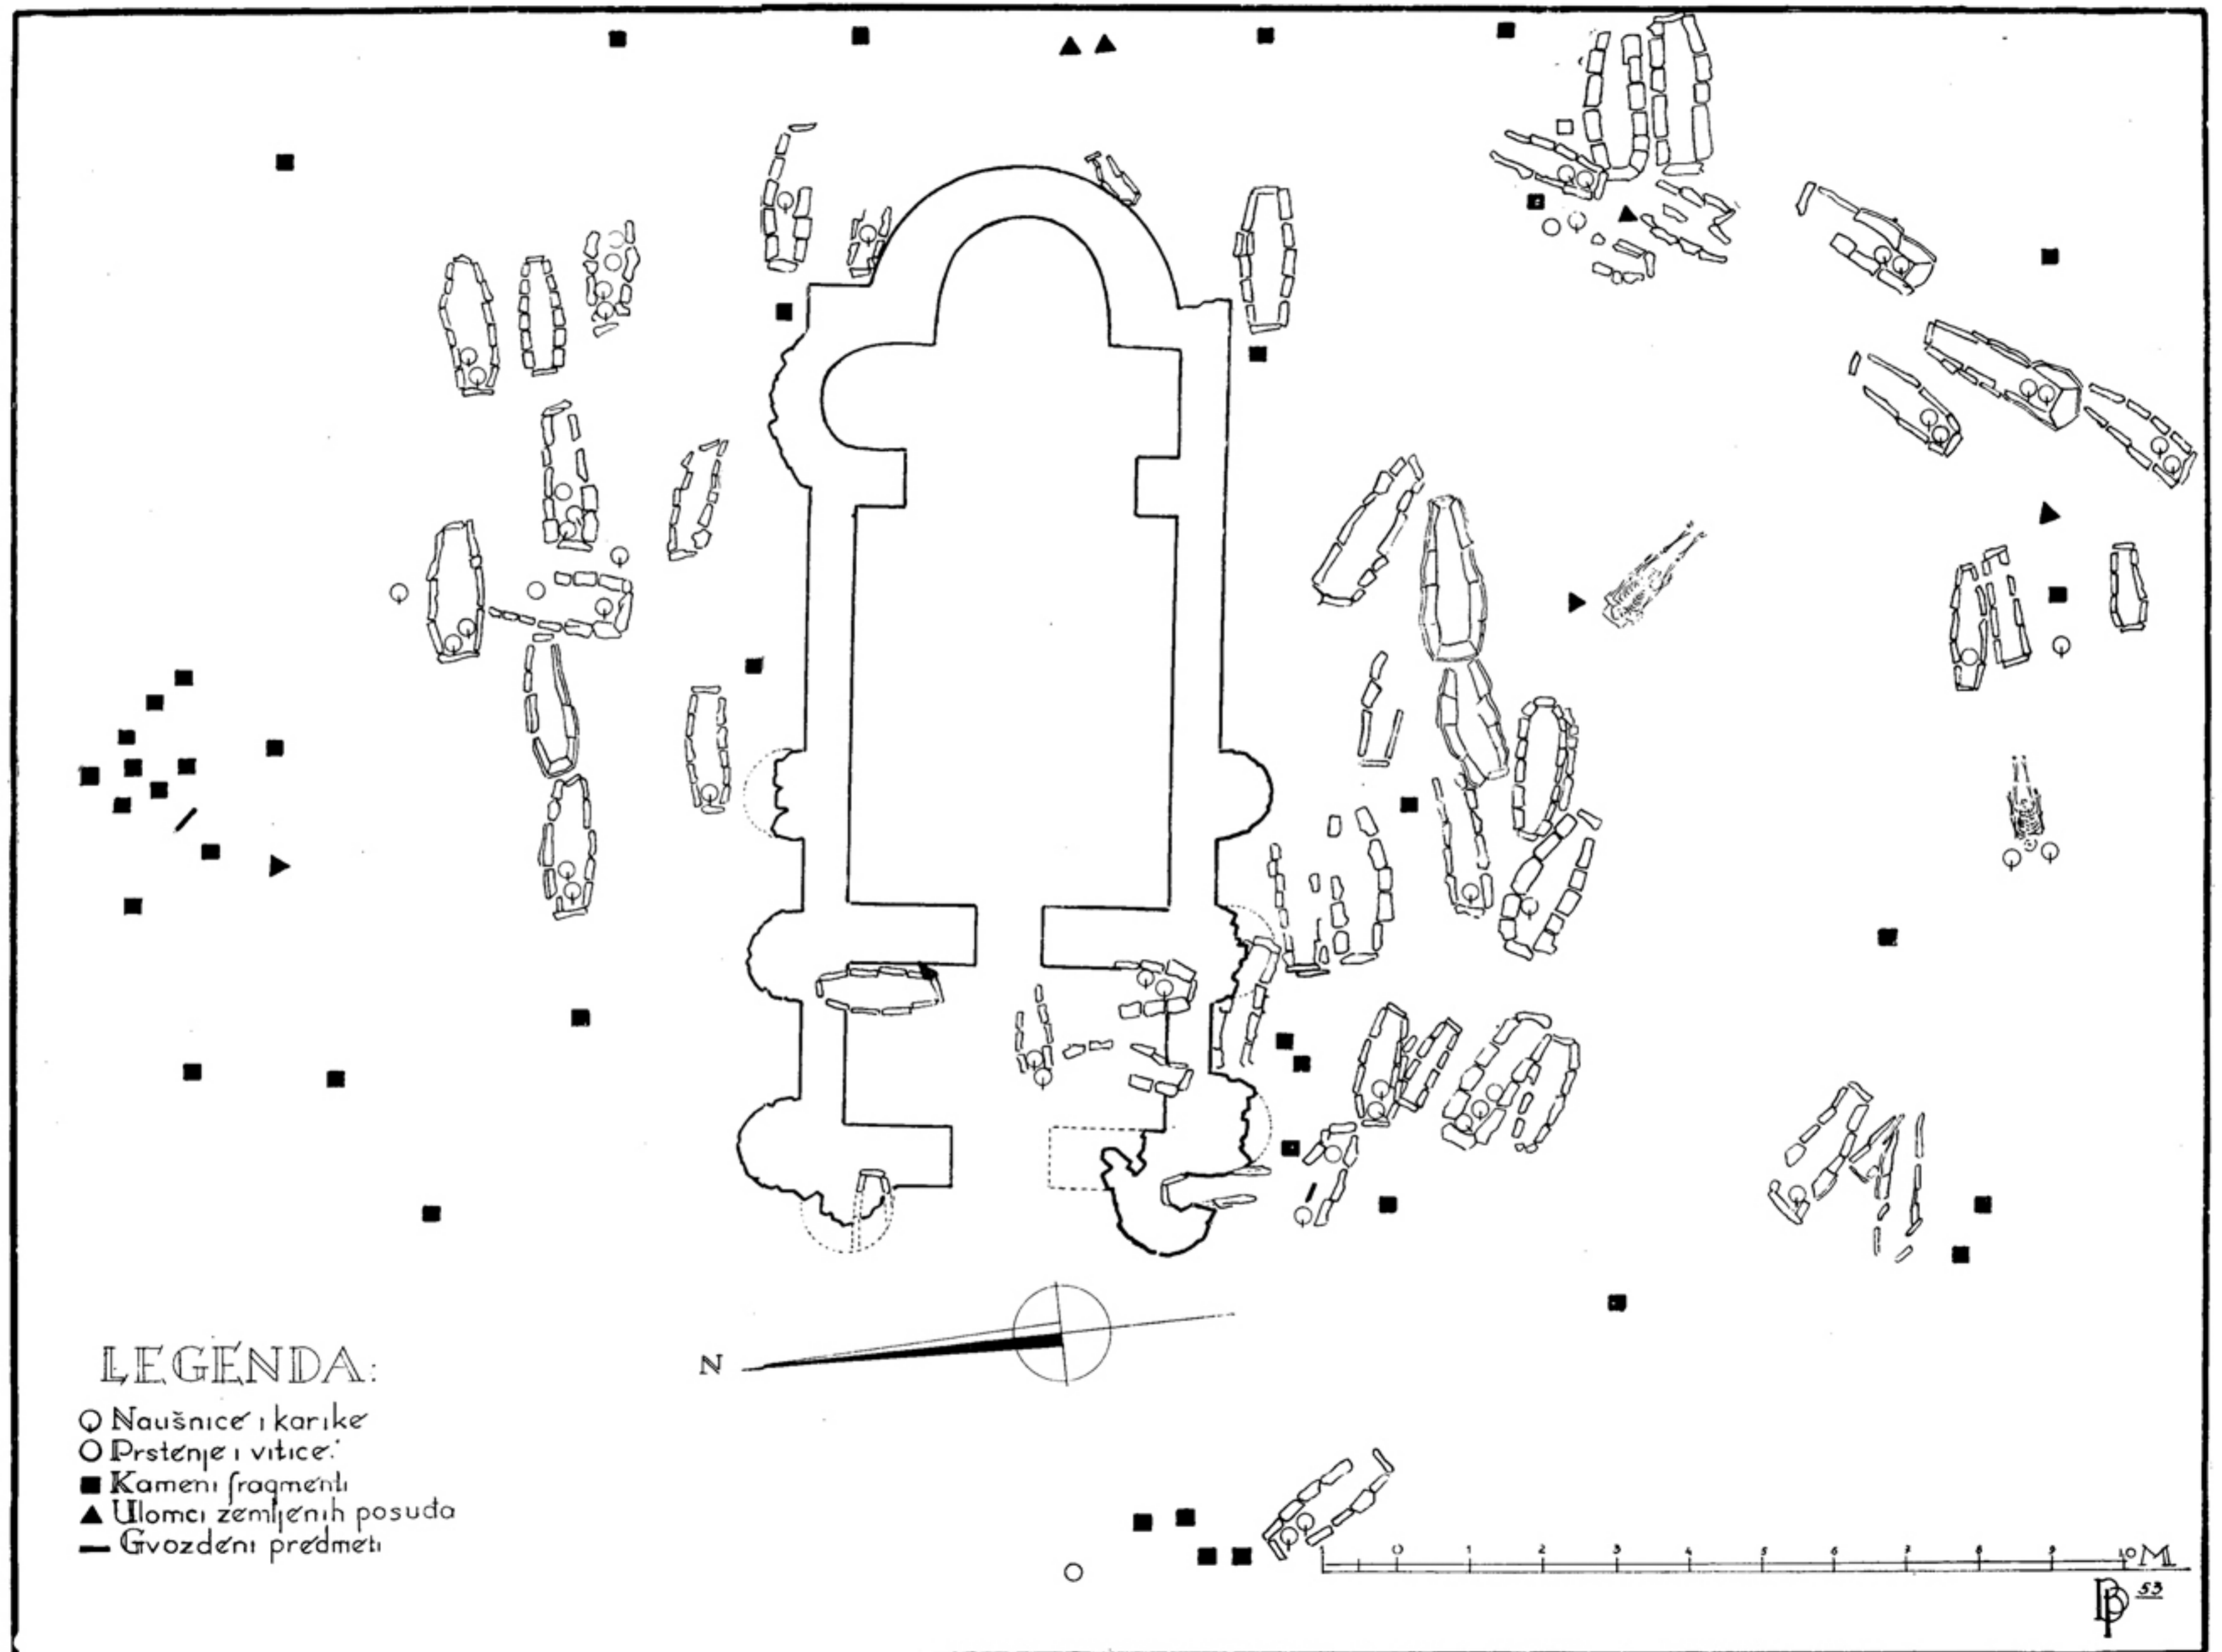 N
LEGENDA:
Naušnice i karike
Prstenje i vitice
Kameni fragmenti
Ulomci zemljenih posuda
Gvozdeni predmeti
1 0 1 2 3 4 5 6 7 8 9 10 M
53